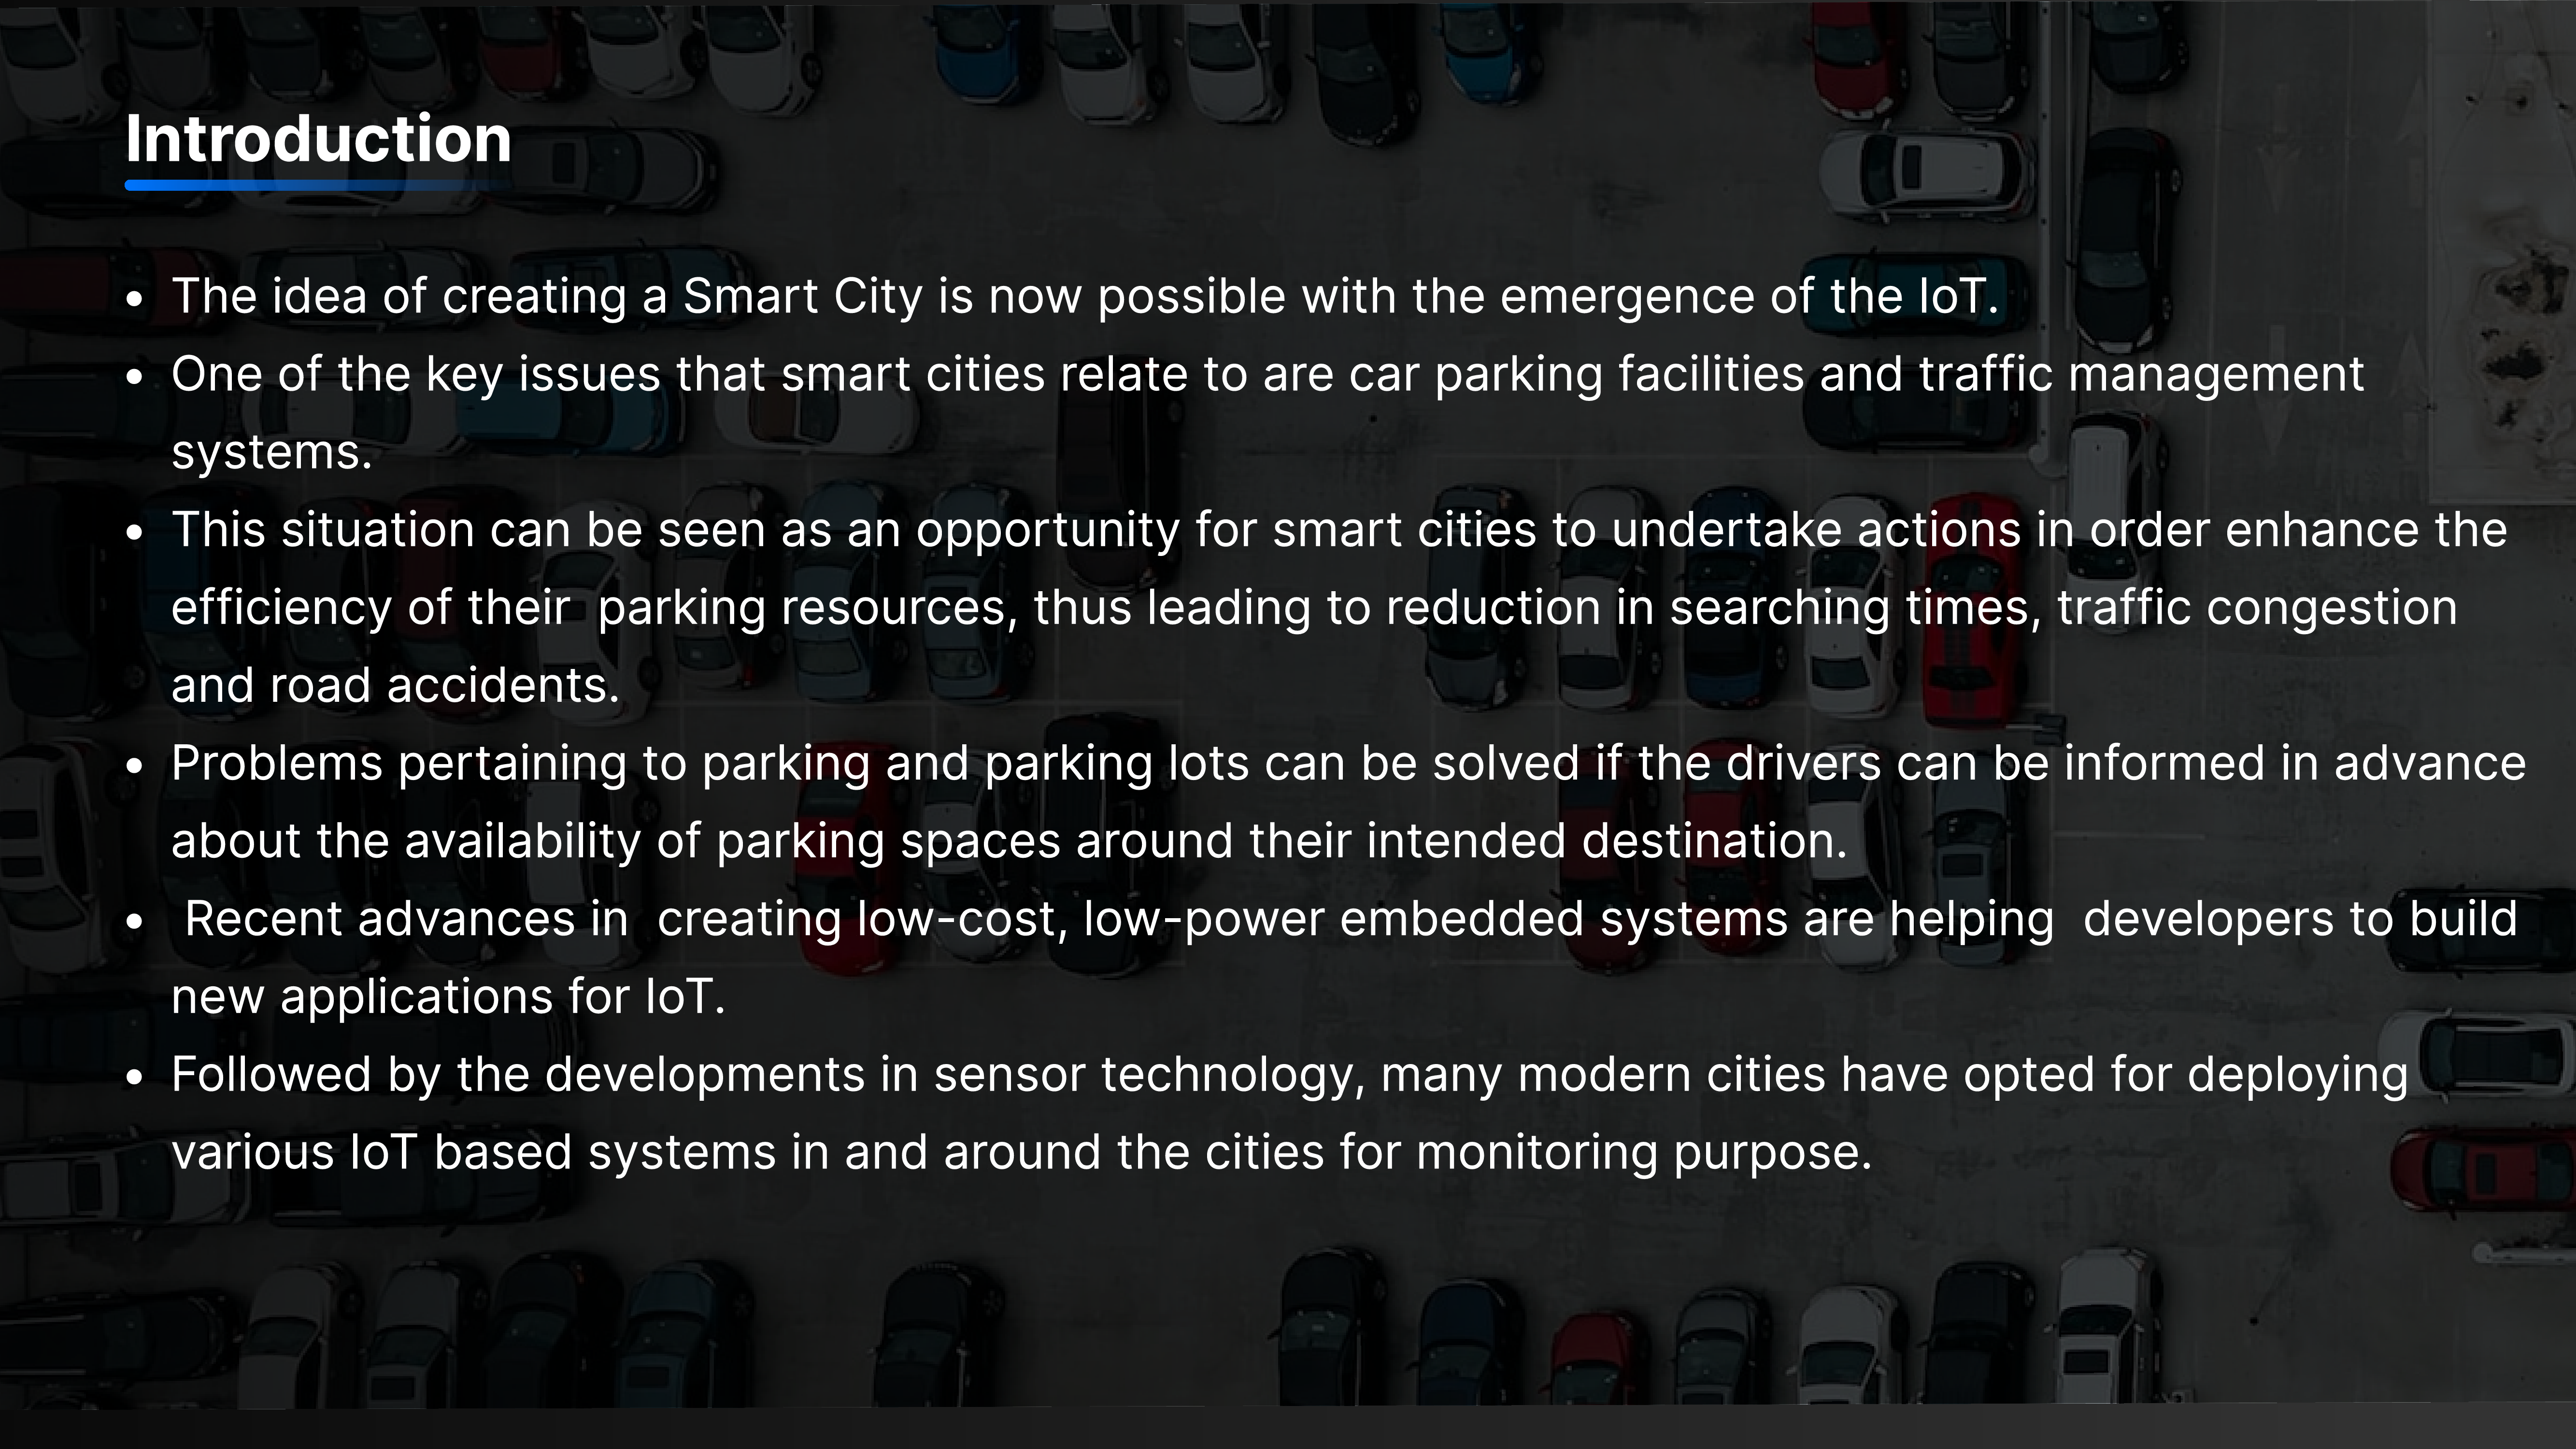 Introduction
• The idea of creating a Smart City is now possible with the emergence of the IoT.
• One of the key issues that smart cities relate to are car parking facilities and traffic management
systems.
• This situation can be seen as an opportunity for smart cities to undertake actions in order enhance the
efficiency of their  parking resources, thus leading to reduction in searching times, traffic congestion
and road accidents.
• Problems pertaining to parking and parking lots can be solved if the drivers can be informed in advance
about the availability of parking spaces around their intended destination.
•  Recent advances in  creating low-cost, low-power embedded systems are helping  developers to build
new applications for IoT.
• Followed by the developments in sensor technology, many modern cities have opted for deploying
various IoT based systems in and around the cities for monitoring purpose.